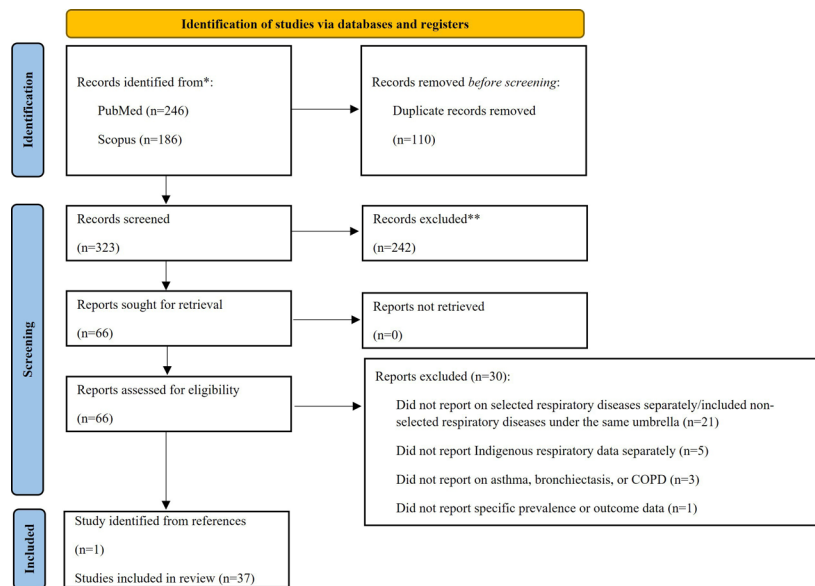 Identification of studies via databases and registers
Identification
Records identified from*:
PubMed (n=246)
Scopus (n=186)
Records removed before screening:
Duplicate records removed
(n=110)
Screening
Records screened
(n=323)
Records excluded**
(n=242)
Reports sought for retrieval
(n=66)
Reports not retrieved
(n=0)
Reports assessed for eligibility
(n=66)
Reports excluded (n=30):
Did not report on selected respiratory diseases separately/included non-
selected respiratory diseases under the same umbrella (n=21)
Did not report Indigenous respiratory data separately (n=5)
Did not report on asthma, bronchiectasis, or COPD (n=3)
Did not report specific prevalence or outcome data (n=1)
Included
Study identified from references
(n=1)
Studies included in review (n=37)